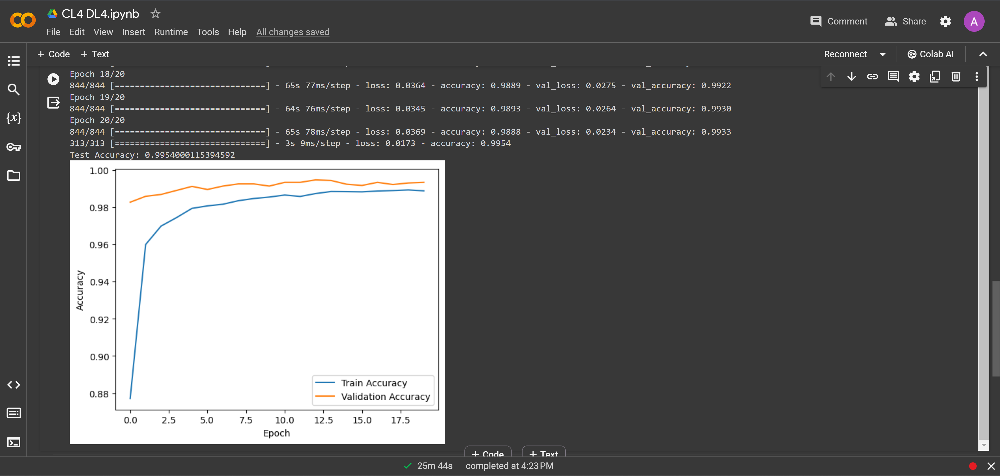 CL4 DL4.ipynb
Comment Share A
File Edit View Insert Runtime Tools Help All changes saved
+ Code + Text Reconnect Colab AI
Epoch 18/20
844/844 [==============================] - 65s 77ms/step - loss: 0.0364 - accuracy: 0.9889 - val_loss: 0.0275 - val_accuracy: 0.9922
Epoch 19/20
844/844 [==============================] - 64s 76ms/step - loss: 0.0345 - accuracy: 0.9893 - val_loss: 0.0264 - val_accuracy: 0.9930
Epoch 20/20
844/844 [==============================] - 65s 78ms/step - loss: 0.0369 - accuracy: 0.9888 - val_loss: 0.0234 - val_accuracy: 0.9933
313/313 [==============================] - 3s 9ms/step - loss: 0.0173 - accuracy: 0.9954
Test Accuracy: 0.9954000115394592
{x}
1.00
0.98
0.96
0.94
0.92
0.90
0.88
Accuracy
Train Accuracy
Validation Accuracy
0.0 2.5 5.0 7.5 10.0 12.5 15.0 17.5
Epoch
+ Code + Text
25m 44s completed at 4:23 PM